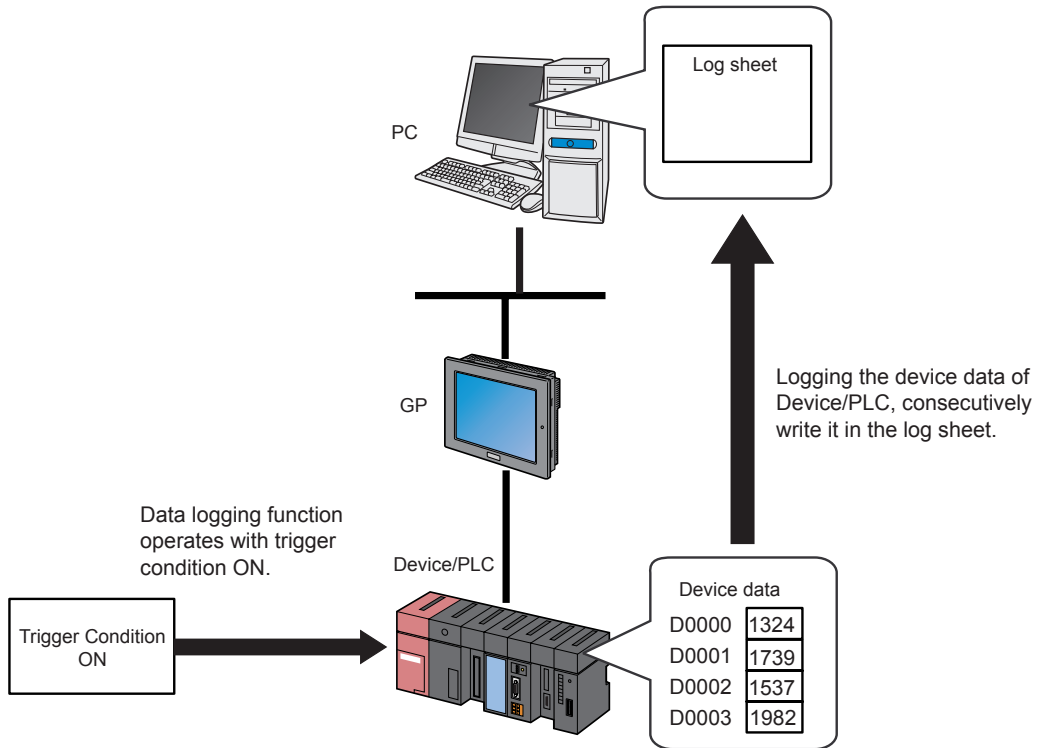 Log sheet
PC
GP
Logging the device data of
Device/PLC, consecutively
write it in the log sheet.
Data logging function
operates with trigger
condition ON.
Device/PLC
Trigger Condition
ON
Device data
D0000 1324
D0001 1739
D0002 1537
D0003 1982